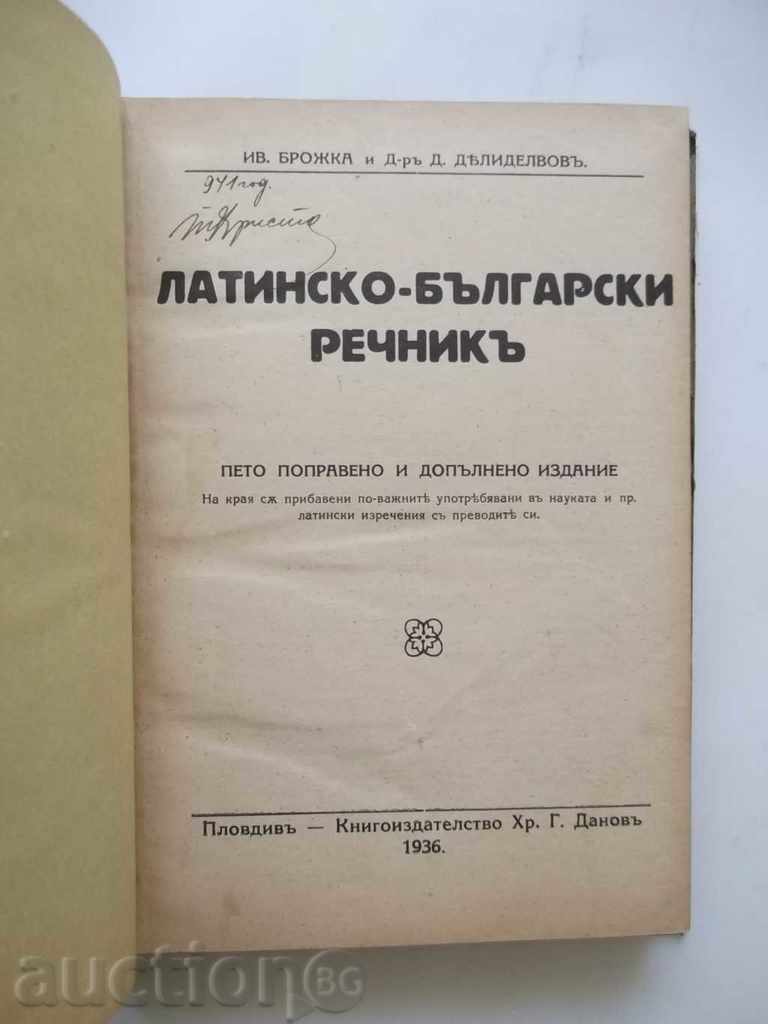 ИВ. БРОЖКА и Д-ръ Д. ДѢЛИДЕЛВОВЪ.
941 год.
ЛАТИНСКО-БЪЛГАРСКИ
РЕЧНИКЪ
ПЕТО ПОПРАВЕНО И ДОПЪЛНЕНО ИЗДАНИЕ
На края сѫ прибавени по-важнитѣ употрѣбявани въ науката и пр.
латински изречения съ преводитѣ си.
Пловдивъ — Книгоиздателство Хр. Г. Дановъ
1936.
auction BG